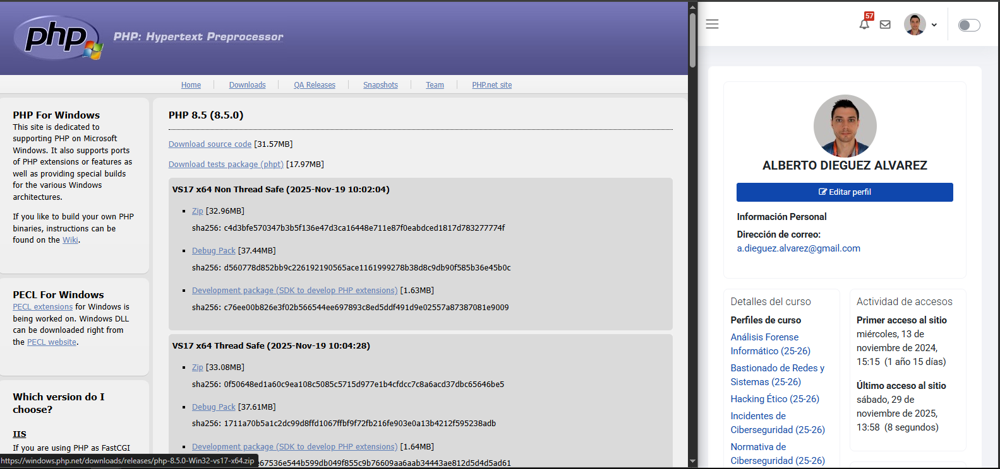 php
PHP: Hypertext Preprocessor
Home
Downloads
QA Releases
Snapshots
Team
PHP.net site
PHP For Windows
This site is dedicated to
supporting PHP on Microsoft
Windows. It also supports ports
of PHP extensions or features as
well as providing special builds
for the various Windows
architectures.
If you like to build your own PHP
binaries, instructions can be
found on the Wiki.
PECL For Windows
PECL extensions for Windows is
being worked on. Windows DLL
can be downloaded right from
the PECL website.
Which version do I
choose?
IIS
If you are using PHP as FastCGI
PHP 8.5 (8.5.0)
Download source code [31.57MB]
Download tests package (phpt) [17.97MB]
VS17 x64 Non Thread Safe (2025-Nov-19 10:02:04)
Zip [32.96MB]
sha256: c4d3bfe570347b3b5f136e47d3ca16448e711e87f0eabdced1817d783277774f
Debug Pack [37.44MB]
sha256: d560778d852bb9c226192190565ace1161999278b38d8c9db90f585b36e45b0c
Development package (SDK to develop PHP extensions) [1.63MB]
sha256: c76ee00b826e3f02b566544ee697893c8ed5ddf491d9e02557a87387081e9009
VS17 x64 Thread Safe (2025-Nov-19 10:04:28)
Zip [33.08MB]
sha256: 0f50648ed1a60c9ea108c5085c5715d977e1b4cfdcc7c8a6acd37dbc65646be5
Debug Pack [37.61MB]
sha256: 1711a70b5a1c2dc99d8ffd1067ffbf9f72fb216fe903e0a13b4212f595238adb
Development package (SDK to develop PHP extensions) [1.64MB]
e67536e544b599db049f855c9b76609aa6aab34443ae812d5d4d5ad61
https://windows.php.net/downloads/releases/php-8.5.0-Win32-vs17-x64.zip
57
ALBERTO DIEGUEZ ALVAREZ
Editar perfil
Información Personal
Dirección de correo:
a.dieguez.alvarez@gmail.com
Detalles del curso
Perfiles de curso
Análisis Forense
Informático (25-26)
Bastionado de Redes y
Sistemas (25-26)
Hacking Ético (25-26)
Incidentes de
Ciberseguridad (25-26)
Normativa de
Ciberseguridad (25-26)
Actividad de accesos
Primer acceso al sitio
miércoles, 13 de
noviembre de 2024,
15:15 (1 año 15 días)
Último acceso al sitio
sábado, 29 de
noviembre de 2025,
13:58 (8 segundos)